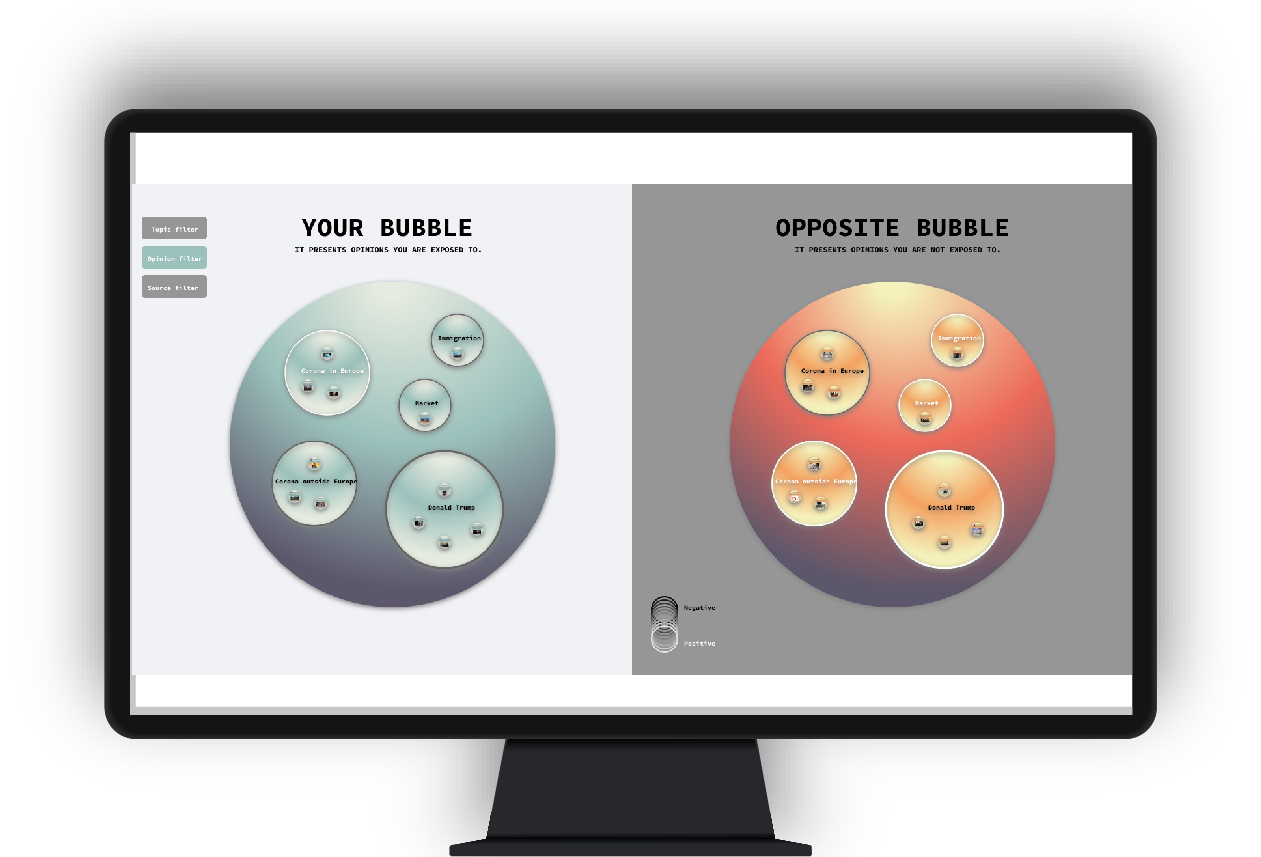 YOUR BUBBLE
IT PRESENTS OPINIONS YOU ARE EXPOSED TO.
Topic filter
Opinion filter
Source filter
Immigration
Corona in Europe
Market
Corona outside Europe
Donald Trump
OPPOSITE BUBBLE
IT PRESENTS OPINIONS YOU ARE NOT EXPOSED TO.
Immigration
Corona in Europe
Market
Corona outside Europe
Donald Trump
Negative
Positive